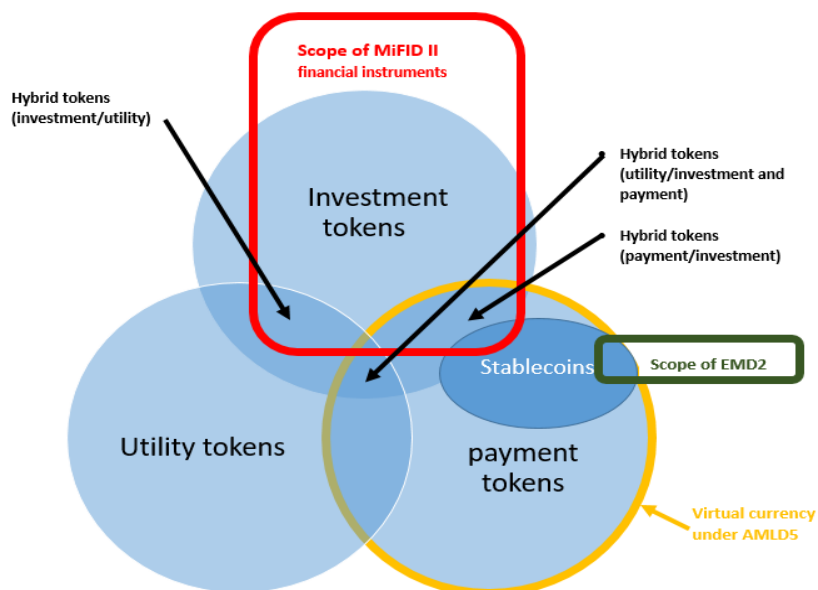 Scope of MiFID II
financial instruments
Hybrid tokens
(investment/utility)
Hybrid tokens
(utility/investment and
payment)
Investment
tokens
Hybrid tokens
(payment/investment)
Stablecoins
Scope of EMD2
Utility tokens
payment
tokens
Virtual currency
under AMLD5